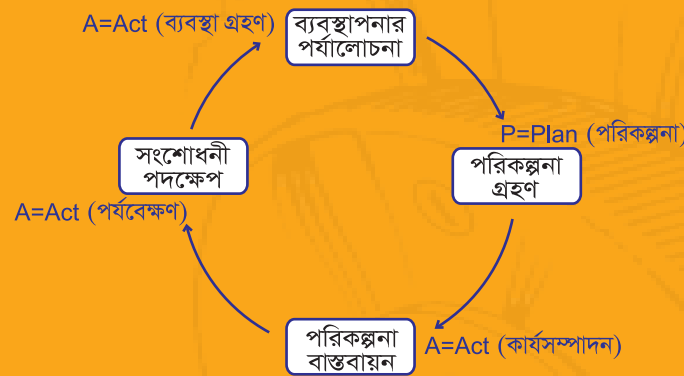 A=Act (ব্যবস্থা গ্রহণ)
ব্যবস্থাপনার
পর্যালোচনা
P=Plan (পরিকল্পনা)
পরিকল্পনা
গ্রহণ
সংশোধনী
পদক্ষেপ
A=Act (পর্যবেক্ষণ)
পরিকল্পনা
বাস্তবায়ন
A=Act (কার্যসম্পাদন)